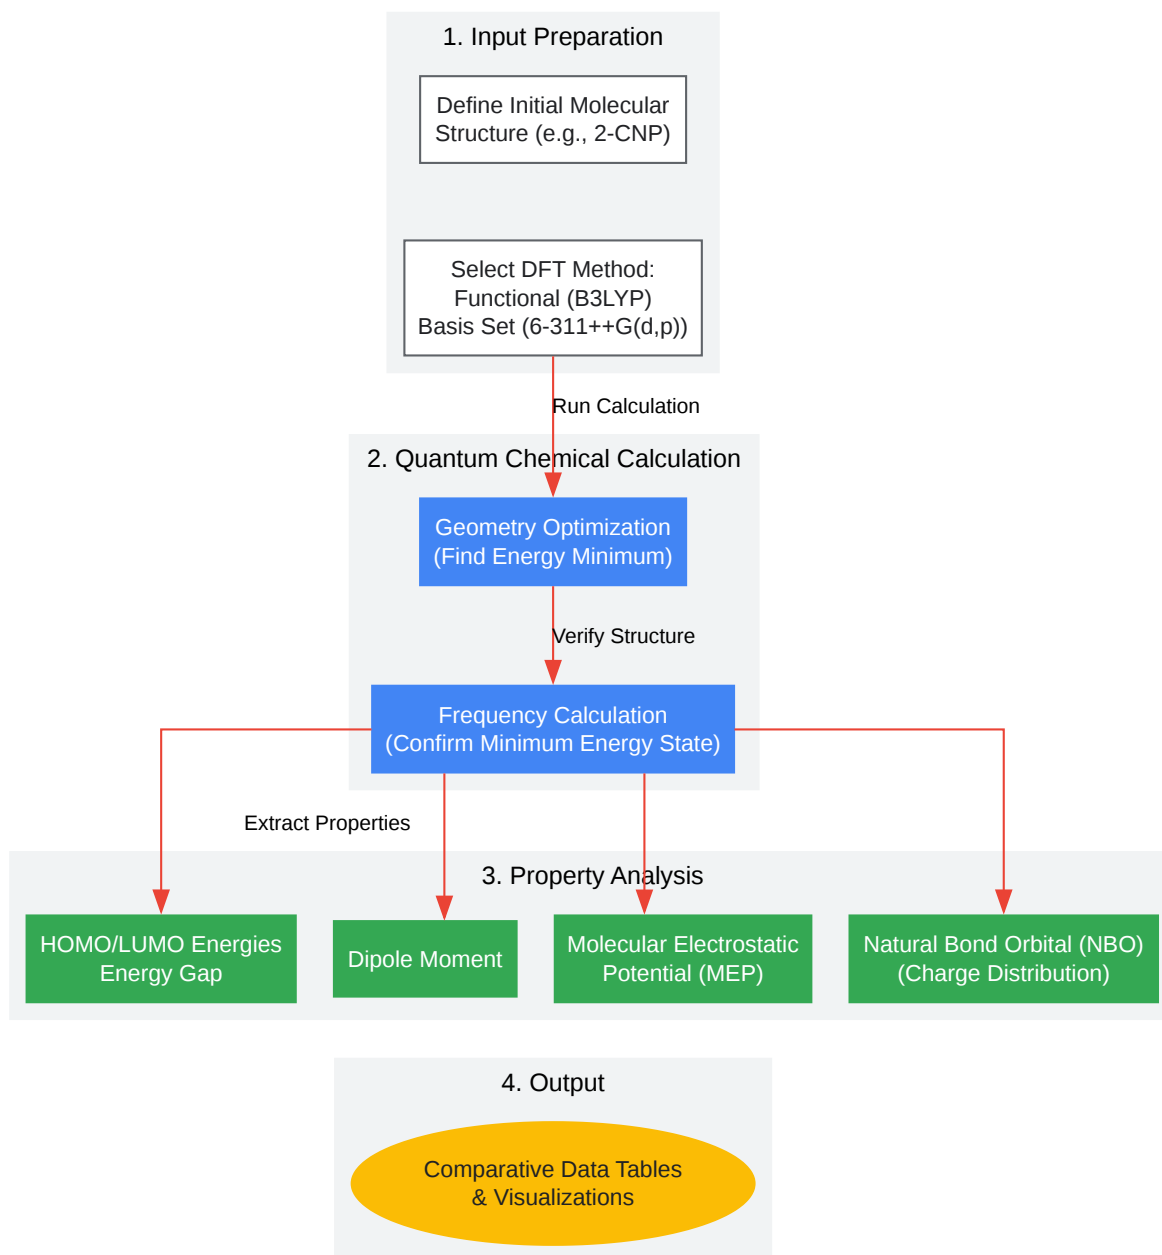 1. Input Preparation
Define Initial Molecular
Structure (e.g., 2-CNP)
Select DFT Method:
Functional (B3LYP)
Basis Set (6-311++G(d,p))
Run Calculation
2. Quantum Chemical Calculation
Geometry Optimization
(Find Energy Minimum)
Verify Structure
Frequency Calculation
(Confirm Minimum Energy State)
Extract Properties
3. Property Analysis
HOMO/LUMO Energies
Energy Gap
Dipole Moment
Molecular Electrostatic
Potential (MEP)
Natural Bond Orbital (NBO)
(Charge Distribution)
4. Output
Comparative Data Tables
& Visualizations